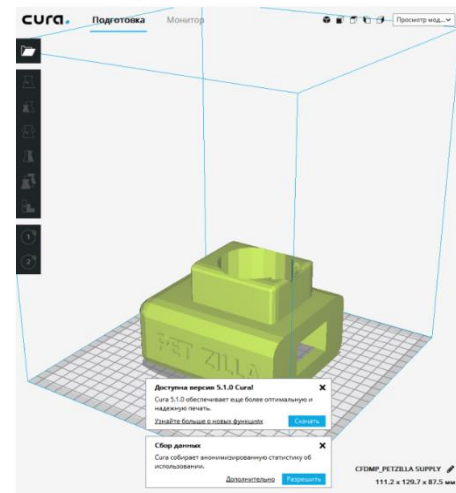 cura.
Подготовка
Монитор
Просмотр мод...
1
2
PET ZILLA
Доступна версия 5.1.0 Cura!
Cura 5.1.0 обеспечивает еще более оптимальную и
надежную печать.
Узнайте больше о новых функциях
Скачать
Сбор данных
Cura собирает анонимизированную статистику об
использовании.
Дополнительно
Разрешить
CFDMP_PETZILLA SUPPLY
111.2 x 129.7 x 87.5 мм